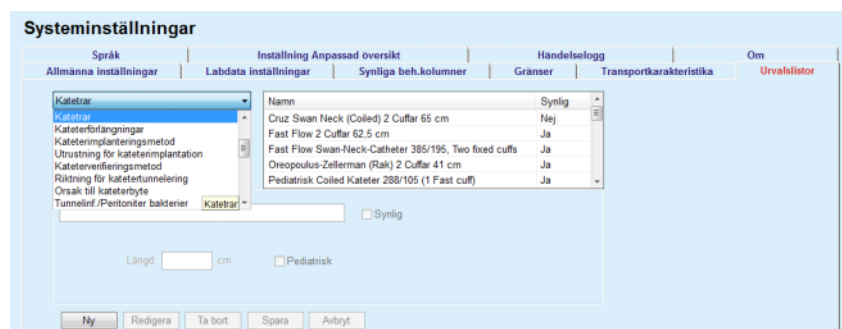 Systeminställningar
Språk Inställning Anpassad översikt Händelselogg Om
Allmänna inställningar Labdata inställningar Synliga beh.kolumner Gränser Transportkarakteristika Urvalslistor
Katetrar
Namn Synlig
Katetrar
Kateterförlängningar
Kateterimplanteringsmetod
Utrustning för kateterimplantation
Kateterverifieringsmetod
Riktning för katetertunnelering
Orsak till kateterbyte
Tunnelinf./Peritoniter bakterier
Katetrar
Cruz Swan Neck (Coiled) 2 Cuffar 65 cm Nej
Fast Flow 2 Cuffar 62,5 cm Ja
Fast Flow Swan-Neck-Catheter 385/195, Two fixed cuffs Ja
Oreopoulus-Zellerman (Rak) 2 Cuffar 41 cm Ja
Pediatrisk Coiled Kateter 288/105 (1 Fast cuff) Ja
Synlig
Längd: cm Pediatrisk
Ny Redigera Ta bort Spara Avbryt